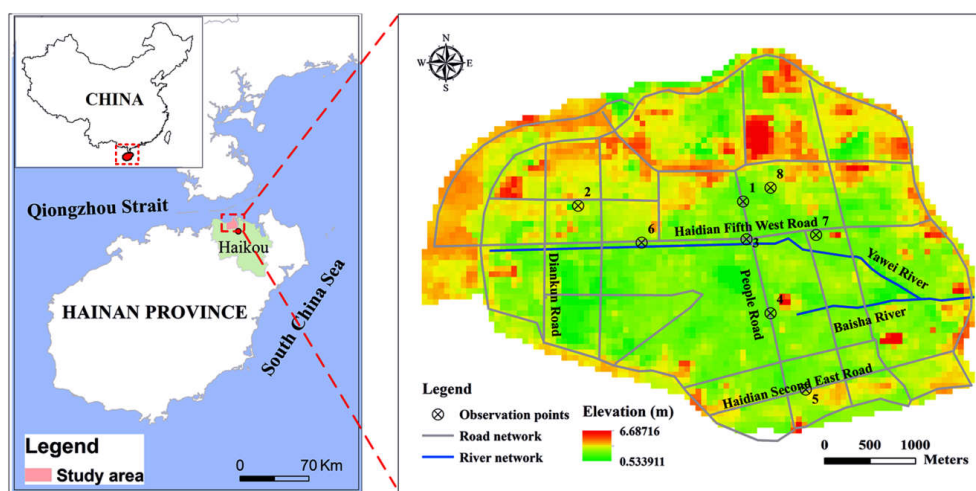 CHINA
Qiongzhou Strait
Haikou
HAINAN PROVINCE
South China Sea
Legend
Study area
0 70 Km
N
W E
S
8
1
2
Haidian Fifth West Road
7
6
3
Yawei River
Diankun Road
People Road
4
Baisha River
Haidian Second East Road
5
Legend
Observation points
Road network
River network
Elevation (m)
6.68716
0.533911
0 500 1000
Meters